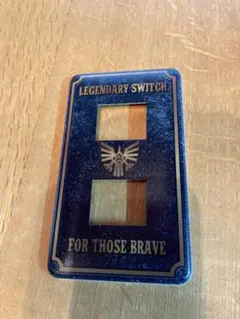 LEGENDARY SWITCH
FOR THOSE BRAVE